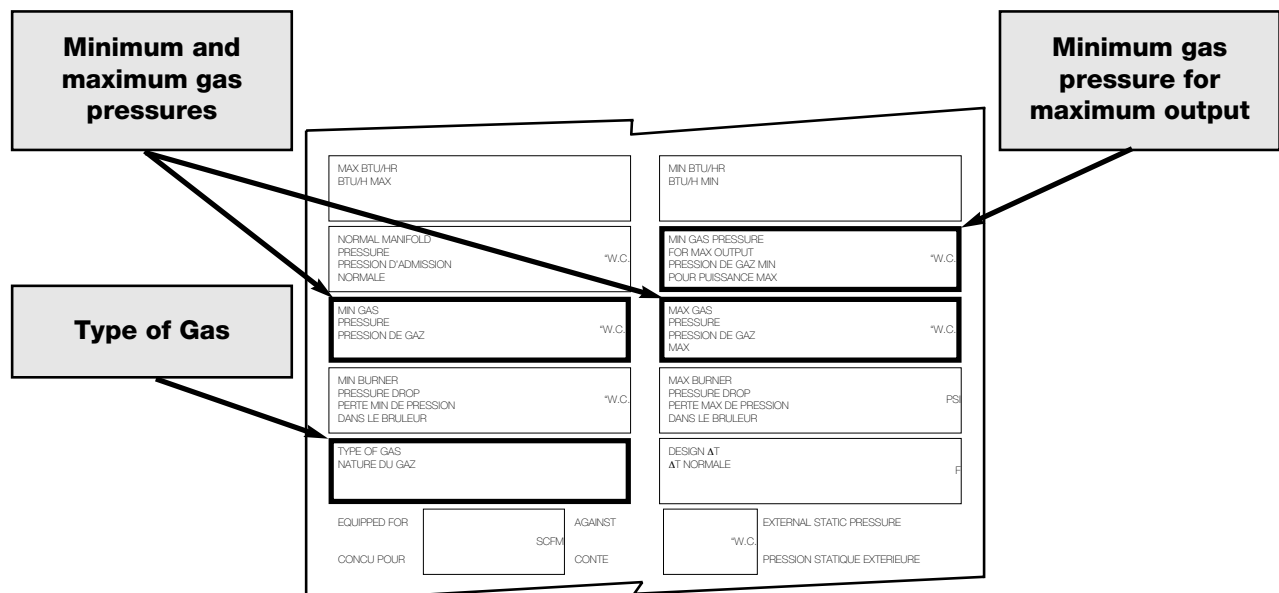 Minimum and
maximum gas
pressures
Minimum gas
pressure for
maximum output
Type of Gas
MAX BTU/HR
BTU/H MAX
MIN BTU/HR
BTU/H MIN
NORMAL MANIFOLD
PRESSURE
PRESSION D'ADMISSION
NORMALE
"W.C.
MIN GAS PRESSURE
FOR MAX OUTPUT
PRESSION DE GAZ MIN
POUR PUISSANCE MAX
"W.C.
MIN GAS
PRESSURE
PRESSION DE GAZ
"W.C.
MAX GAS
PRESSURE
PRESSION DE GAZ
MAX
"W.C.
MIN BURNER
PRESSURE DROP
PERTE MIN DE PRESSION
DANS LE BRULEUR
"W.C.
MAX BURNER
PRESSURE DROP
PERTE MAX DE PRESSION
DANS LE BRULEUR
PSI
TYPE OF GAS
NATURE DU GAZ
DESIGN ΔT
ΔT NORMALE
F
EQUIPPED FOR
CONCU POUR
SCFM
AGAINST
CONTE
"W.C.
EXTERNAL STATIC PRESSURE
PRESSION STATIQUE EXTERIEURE